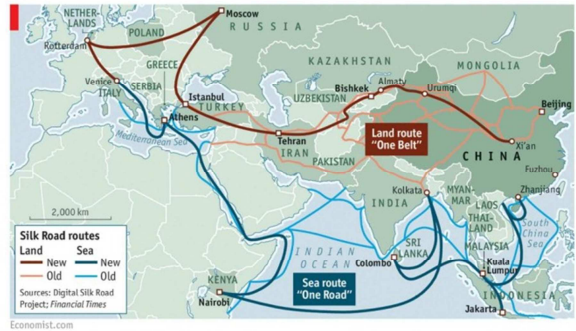 NETHER-
LANDS
Moscow
RUSSIA
POLAND
Rotterdam
KAZAKHSTAN
MONGOLIA
GREECE
Venice
ITALY
SERBIA
Istanbul
TURKEY
Bishkek
Almaty
Urumqi
UZBEKISTAN
Beijing
Athens
Mediterranean Sea
Tehran
IRAN
Land route
"One Belt"
Xi'an
CHINA
PAKISTAN
Fuzhou
Kolkata
Zhanjiang
INDIA
MYAN-
MAR
LAOS
THAI-
LAND
South
China
Sea
2,000 km
Silk Road routes
Land
Sea
New
New
Old
Old
Sources: Digital Silk Road
Project; Financial Times
INDIAN
OCEAN
SRI
LANKA
Colombo
MALAYSIA
Kuala
Lumpur
KENYA
Nairobi
Sea route
"One Road"
INDONESIA
Jakarta
Economist.com